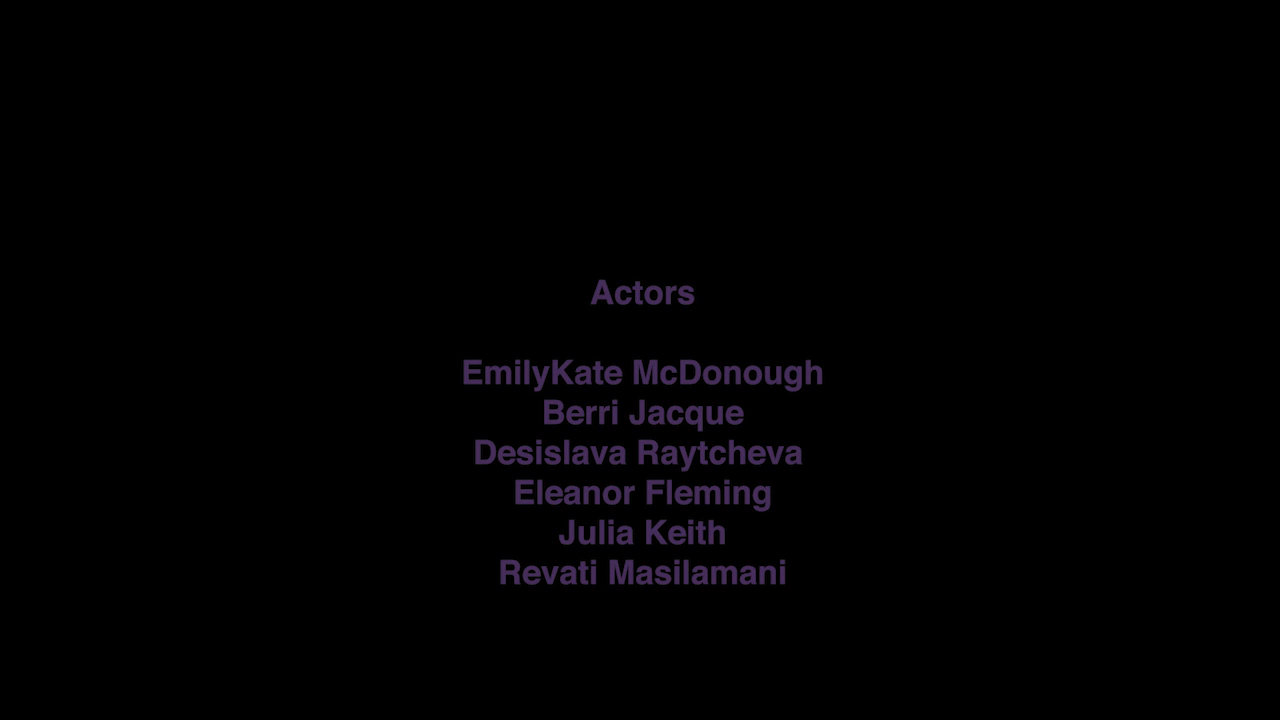 Actors
EmilyKate McDonough
Berri Jacque
Desislava Raytcheva
Eleanor Fleming
Julia Keith
Revati Masilamani